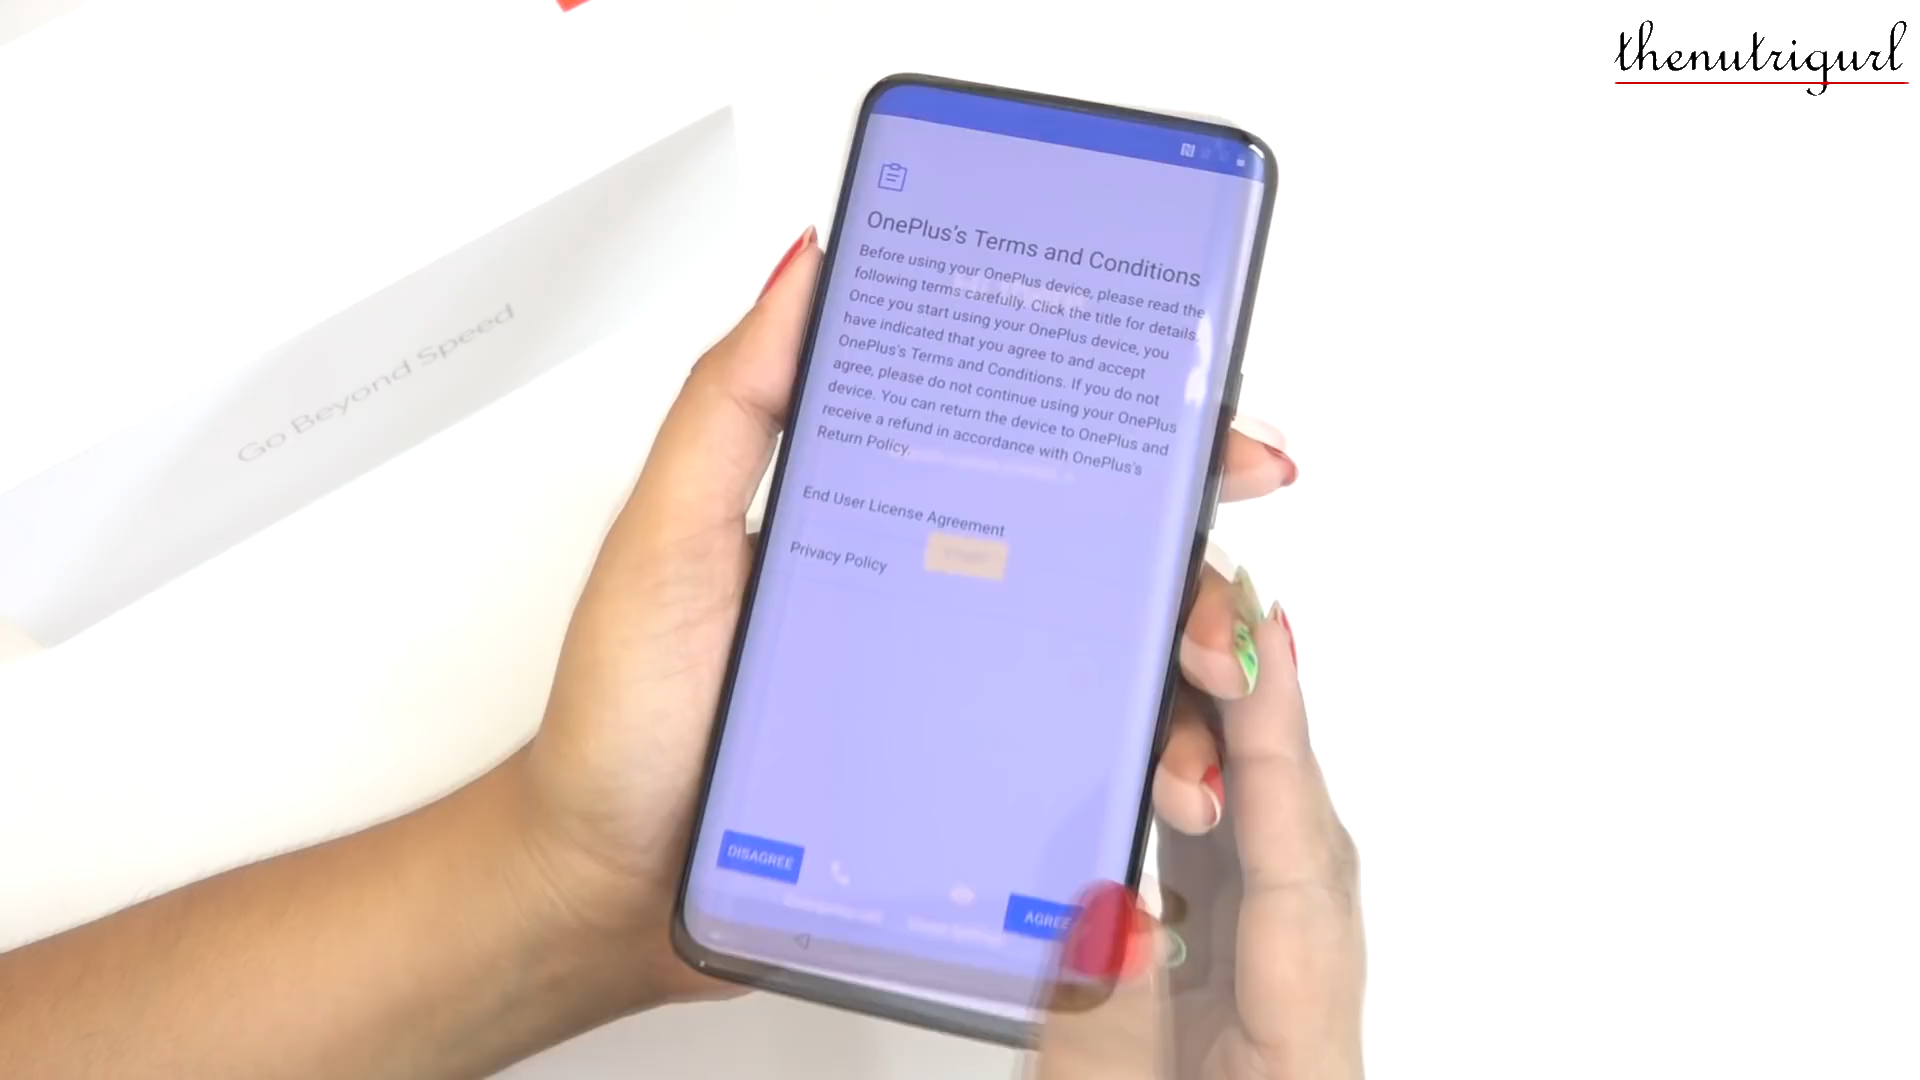 thenutrigurl
Go Beyond Speed
OnePlus's Terms and Conditions
Before using your OnePlus device, please read the
following terms carefully. Click the title for details.
Once you start using your OnePlus device, you
have indicated that you agree to and accept
OnePlus's Terms and Conditions. If you do not
agree, please do not continue using your OnePlus
device. You can return the device to OnePlus and
receive a refund in accordance with OnePlus's
Return Policy.
End User License Agreement
Privacy Policy
DISAGREE
AGREE